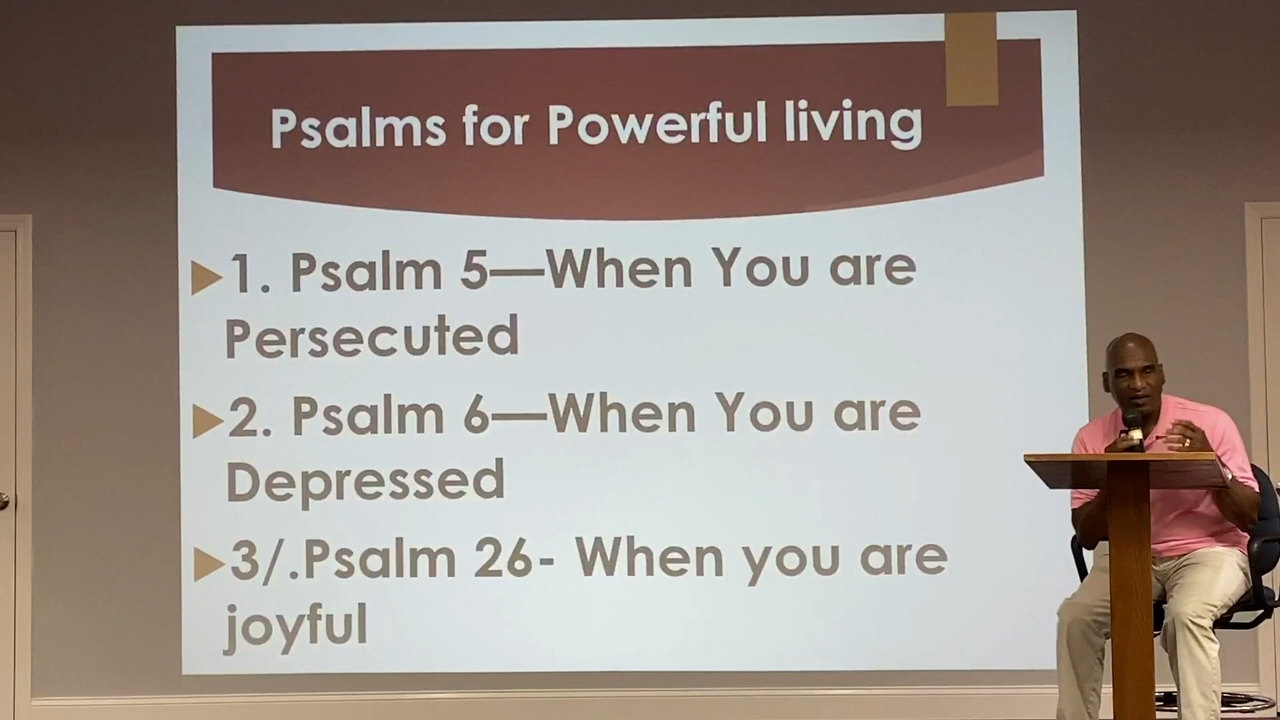 Psalms for Powerful living
1. Psalm 5—When You are
Persecuted
2. Psalm 6—When You are
Depressed
3/.Psalm 26- When you are
joyful